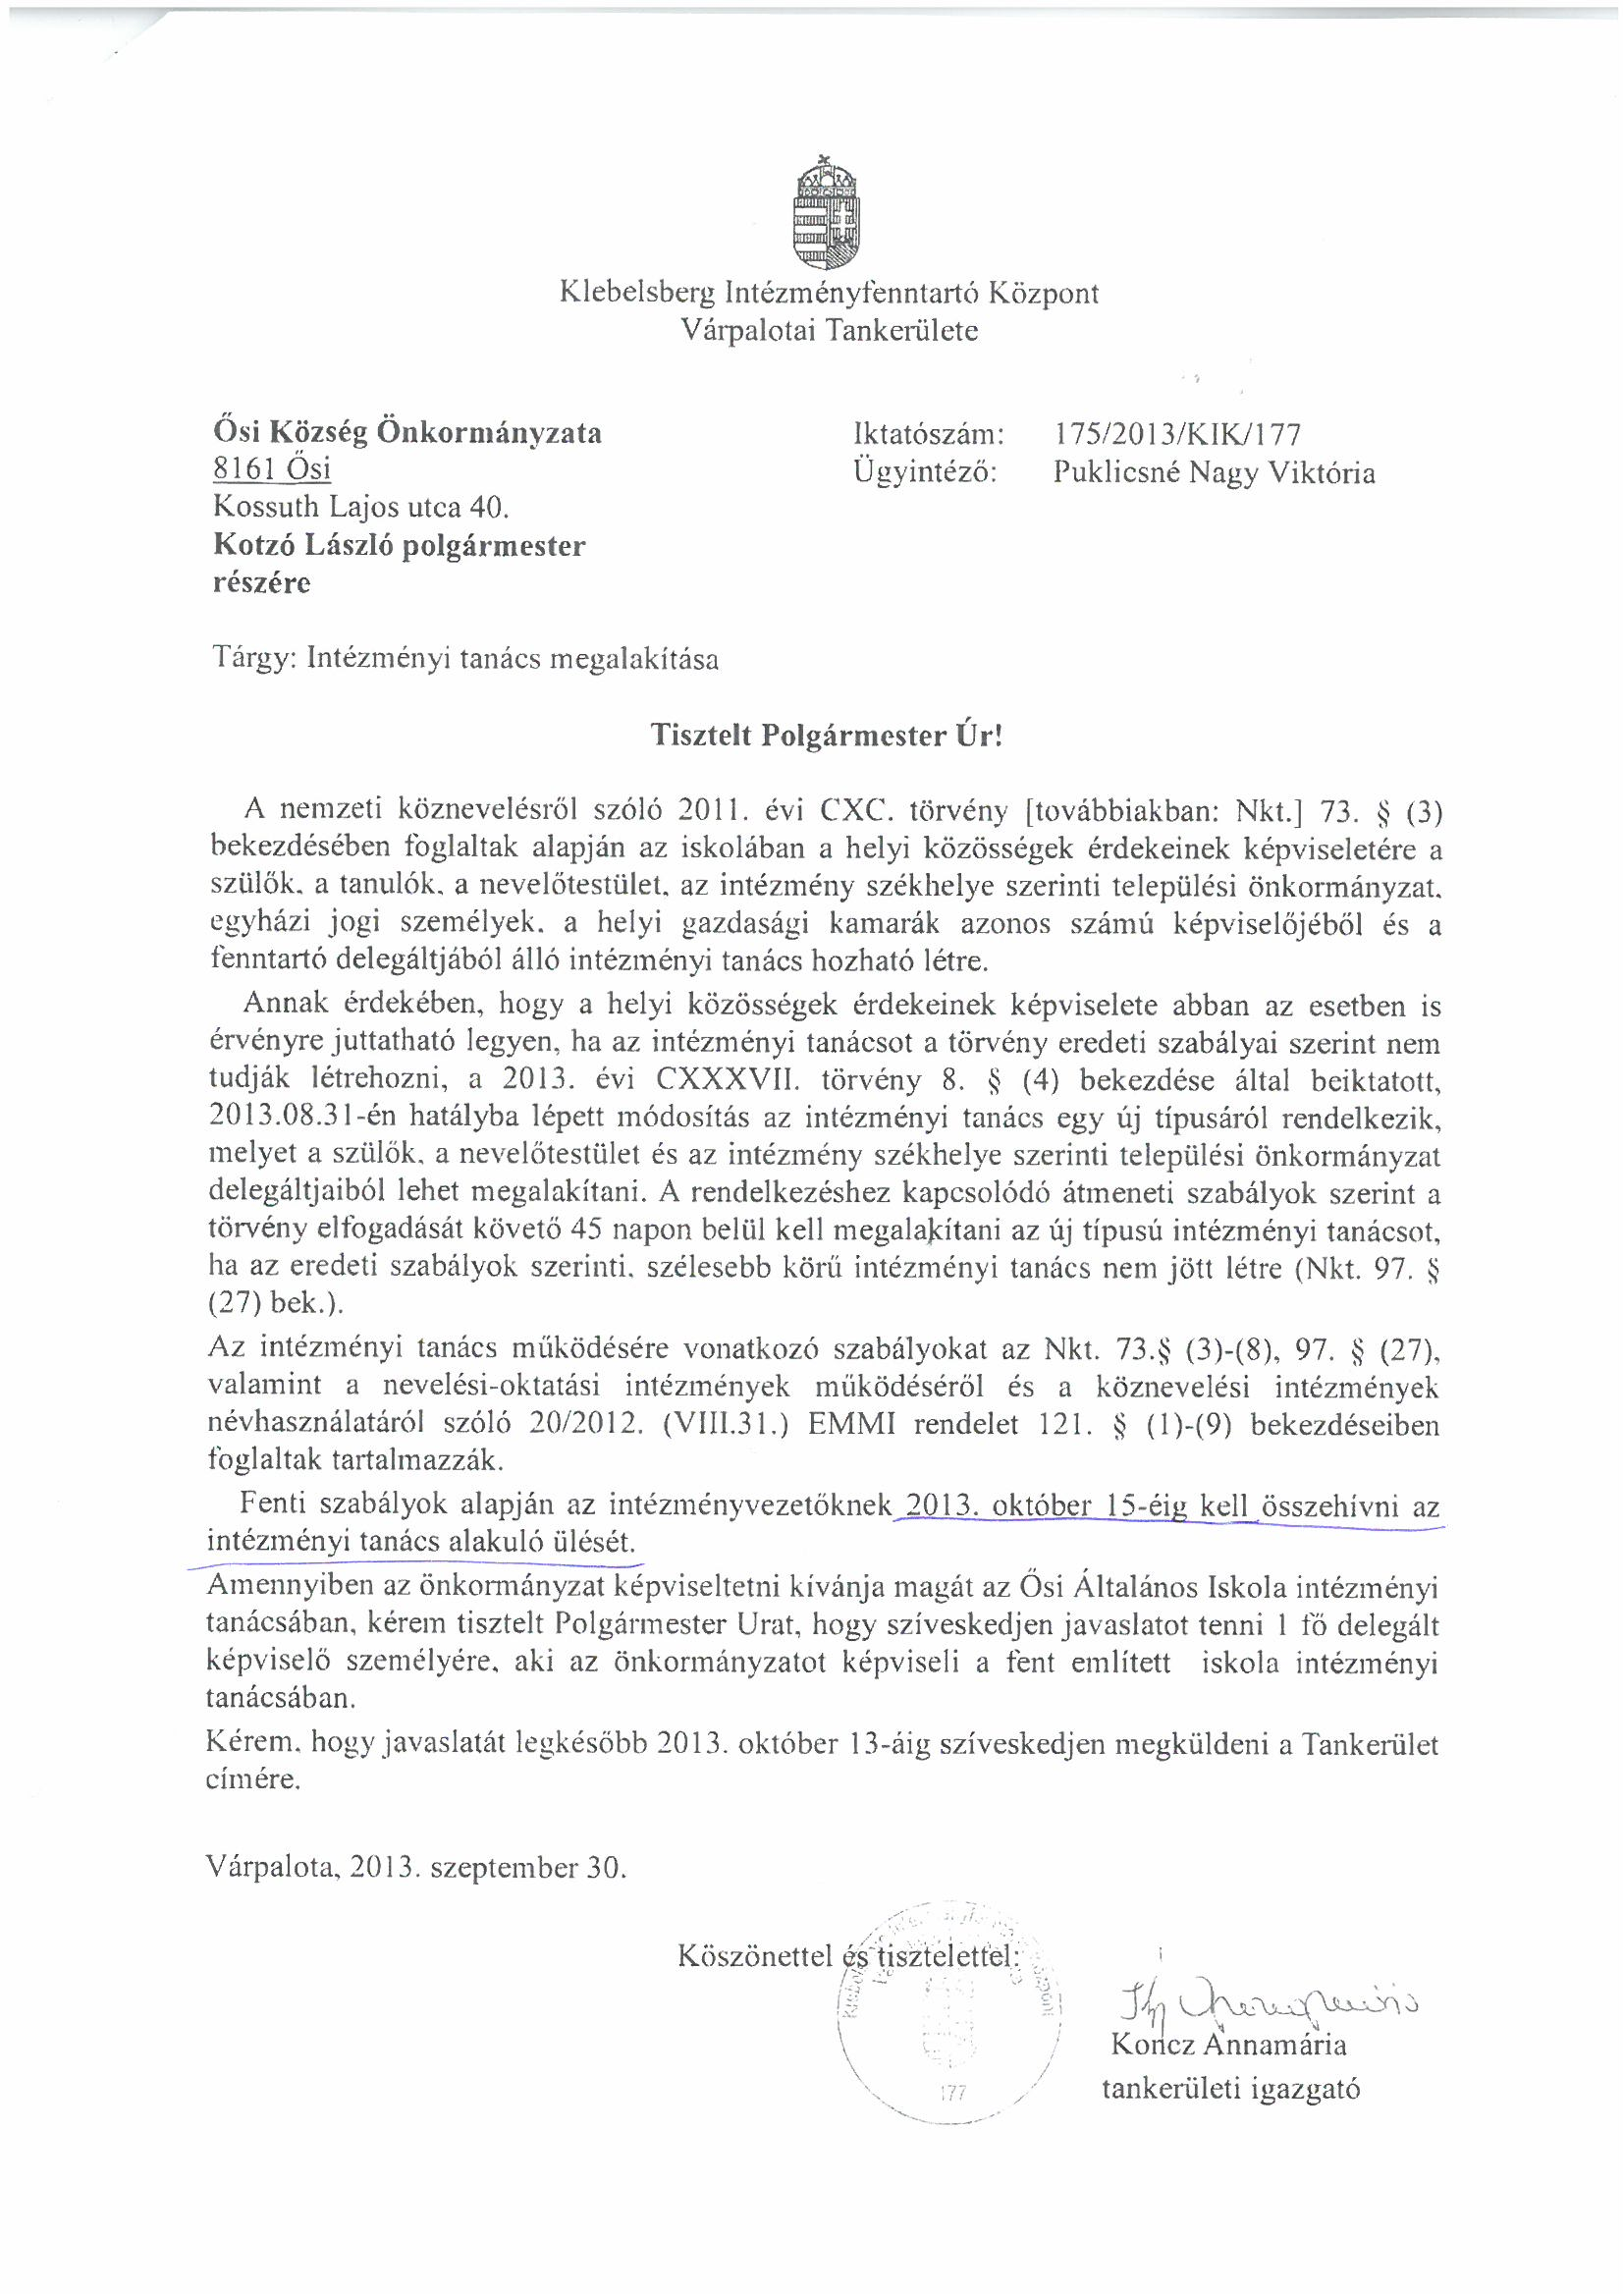 Klebelsberg Intézményfenntartó Központ
Várpalotai Tankerülete
Ősi Község Önkormányzata
8161 Ősi
Kossuth Lajos utca 40.
Kotzó László polgármester
részére
Iktatószám: 175/2013/KIK/177
Ügyintéző: Puklicsné Nagy Viktória
Tárgy: Intézményi tanács megalakítása
Tisztelt Polgármester Úr!
A nemzeti köznevelésről szóló 2011. évi CXC. törvény [továbbiakban: Nkt.] 73. § (3)
bekezdésében foglaltak alapján az iskolában a helyi közösségek érdekeinek képviseletére a
szülők, a tanulók, a nevelőtestület, az intézmény székhelye szerinti települési önkormányzat,
egyházi jogi személyek, a helyi gazdasági kamarák azonos számú képviselőjéből és a
fenntartó delegáltjából álló intézményi tanács hozható létre.
Annak érdekében, hogy a helyi közösségek érdekeinek képviselete abban az esetben is
érvényre juttatható legyen, ha az intézményi tanácsot a törvény eredeti szabályai szerint nem
tudják létrehozni, a 2013. évi CXXXVII. törvény 8. § (4) bekezdése által beiktatott,
2013.08.31-én hatályba lépett módosítás az intézményi tanács egy új típusáról rendelkezik,
melyet a szülők, a nevelőtestület és az intézmény székhelye szerinti települési önkormányzat
delegáltjaiból lehet megalakítani. A rendelkezéshez kapcsolódó átmeneti szabályok szerint a
törvény elfogadását követő 45 napon belül kell megalakítani az új típusú intézményi tanácsot,
ha az eredeti szabályok szerinti, szélesebb körű intézményi tanács nem jött létre (Nkt. 97. §
(27) bek.).
Az intézményi tanács működésére vonatkozó szabályokat az Nkt. 73.§ (3)-(8), 97. § (27),
valamint a nevelési-oktatási intézmények működéséről és a köznevelési intézmények
névhasználatáról szóló 20/2012. (VIII.31.) EMMI rendelet 121. § (1)-(9) bekezdéseiben
foglaltak tartalmazzák.
Fenti szabályok alapján az intézményvezetőknek 2013. október 15-éig kell összehívni az
intézményi tanács alakuló ülését.
Amennyiben az önkormányzat képviseltetni kívánja magát az Ősi Általános Iskola intézményi
tanácsában, kérem tisztelt Polgármester Urat, hogy szíveskedjen javaslatot tenni 1 fő delegált
képviselő személyére, aki az önkormányzatot képviseli a fent említett iskola intézményi
tanácsában.
Kérem, hogy javaslatát legkésőbb 2013. október 13-áig szíveskedjen megküldeni a Tankerület
címére.
Várpalota, 2013. szeptember 30.
Köszönettel és tisztelettel:
177
Koncz Annamária
tankerületi igazgató